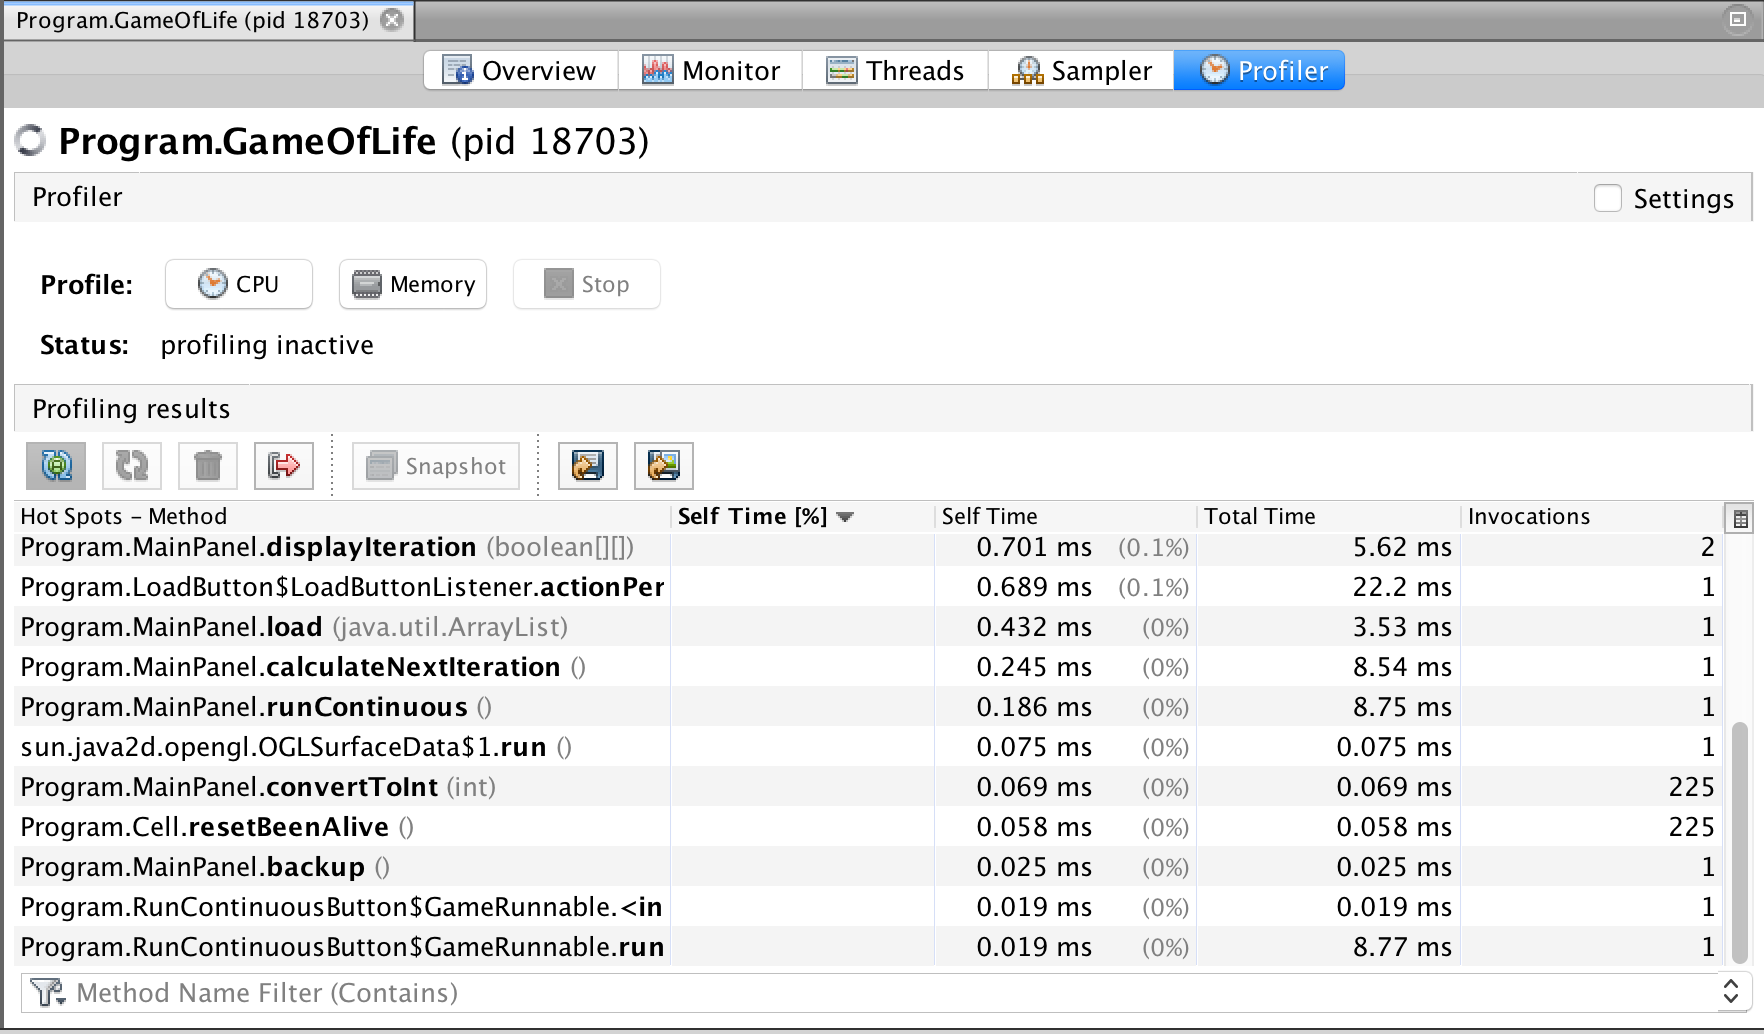 Program.GameOfLife (pid 18703)
Overview Monitor Threads Sampler Profiler
Program.GameOfLife (pid 18703)
Profiler Settings
Profile: CPU Memory Stop
Status: profiling inactive
Profiling results
Snapshot
Hot Spots – Method Self Time [%] Self Time Total Time Invocations
Program.MainPanel.displayIteration (boolean[][]) 0.701 ms (0.1%) 5.62 ms 2
Program.LoadButton$LoadButtonListener.actionPer 0.689 ms (0.1%) 22.2 ms 1
Program.MainPanel.load (java.util.ArrayList) 0.432 ms (0%) 3.53 ms 1
Program.MainPanel.calculateNextIteration () 0.245 ms (0%) 8.54 ms 1
Program.MainPanel.runContinuous () 0.186 ms (0%) 8.75 ms 1
sun.java2d.opengl.OGLSurfaceData$1.run () 0.075 ms (0%) 0.075 ms 1
Program.MainPanel.convertToInt (int) 0.069 ms (0%) 0.069 ms 225
Program.Cell.resetBeenAlive () 0.058 ms (0%) 0.058 ms 225
Program.MainPanel.backup () 0.025 ms (0%) 0.025 ms 1
Program.RunContinuousButton$GameRunnable.<in 0.019 ms (0%) 0.019 ms 1
Program.RunContinuousButton$GameRunnable.run 0.019 ms (0%) 8.77 ms 1
Method Name Filter (Contains)